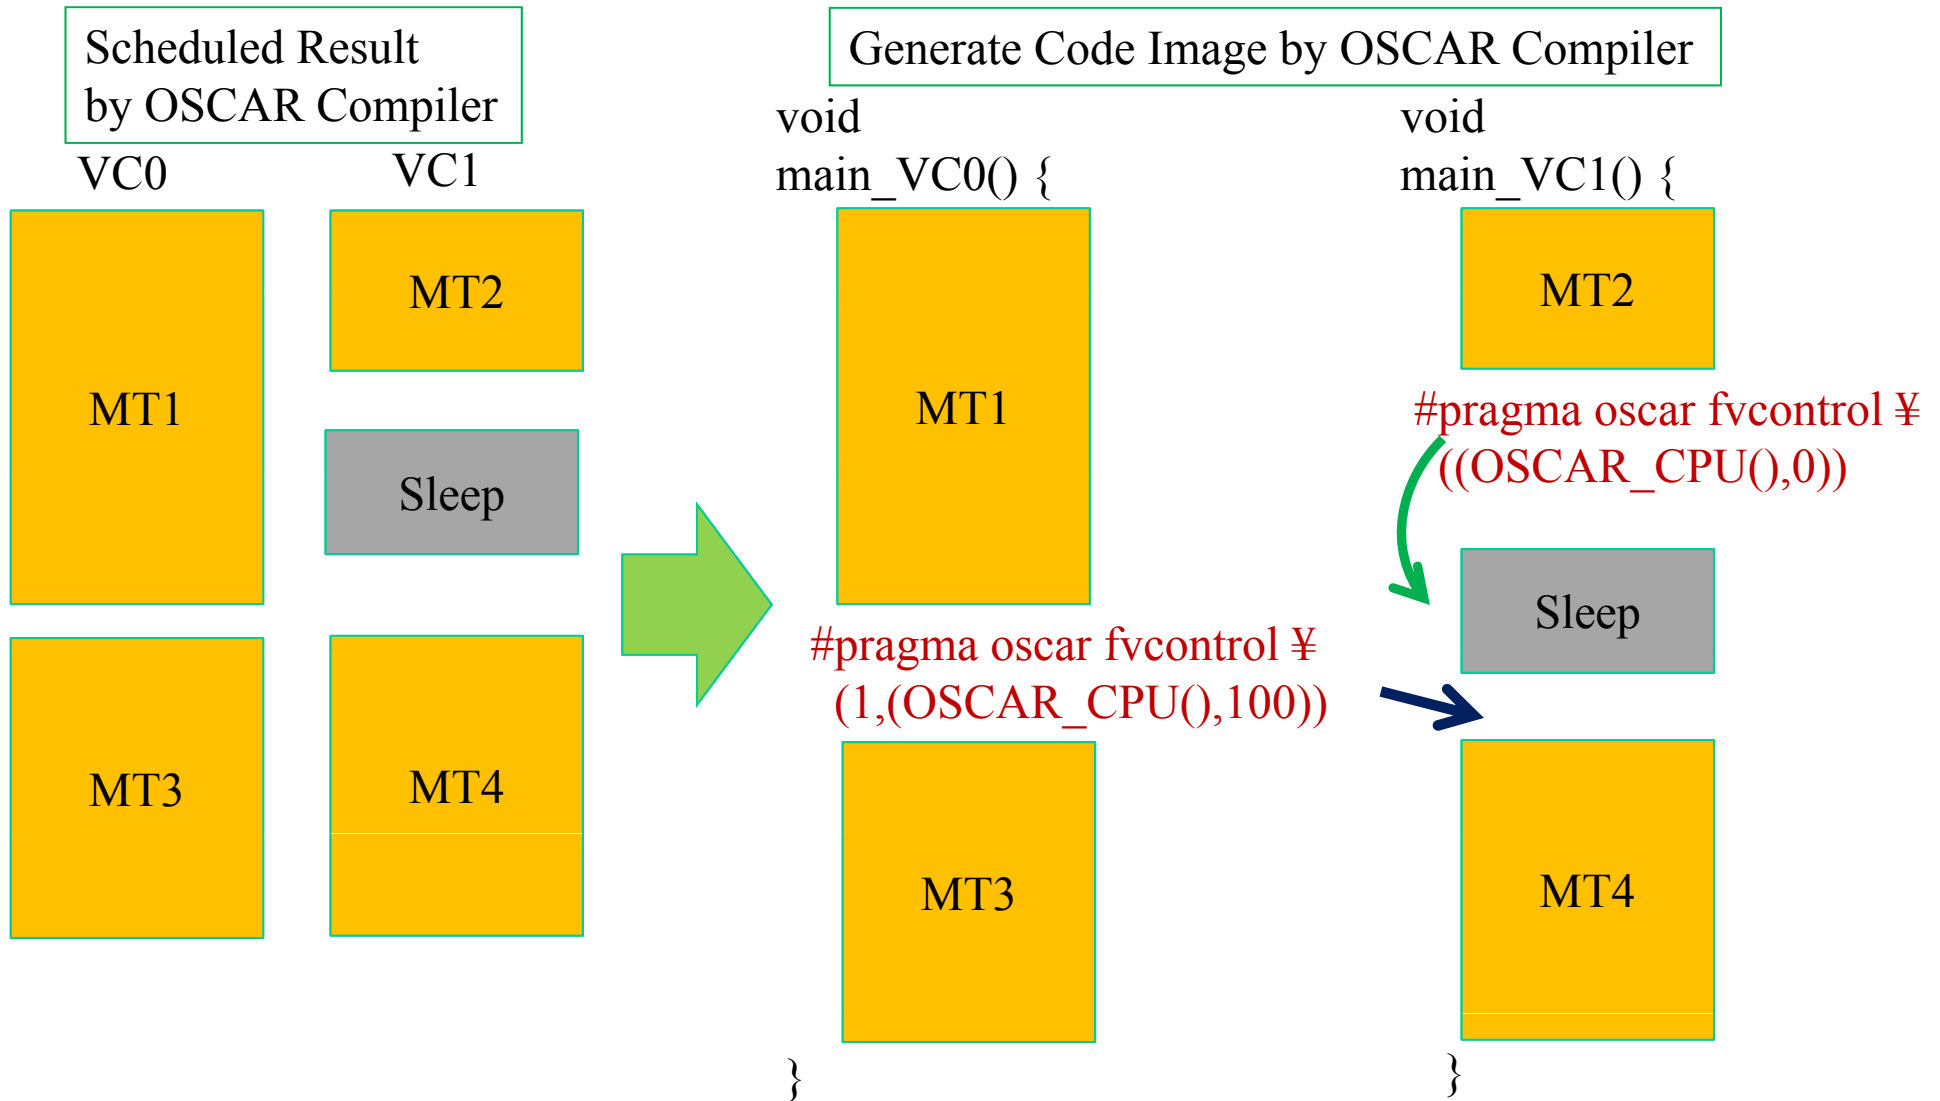 Scheduled Result
by OSCAR Compiler
VC0
VC1
MT1
MT2
Sleep
MT3
MT4
Generate Code Image by OSCAR Compiler
void
main_VC0() {
MT1
#pragma oscar fvcontrol ¥
(1,(OSCAR_CPU(),100))
MT3
}
void
main_VC1() {
MT2
#pragma oscar fvcontrol ¥
((OSCAR_CPU(),0))
Sleep
MT4
}